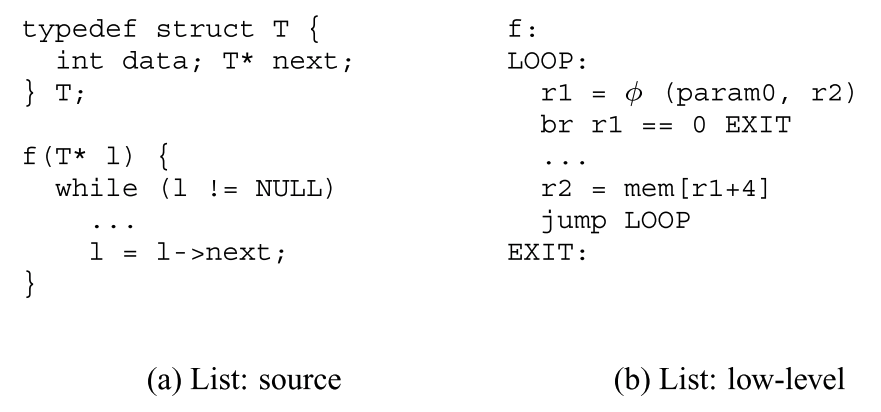 typedef struct T {
  int data; T* next;
} T;

f(T* l) {
  while (l != NULL)
    ...
    l = l->next;
}

(a) List: source

f:
LOOP:
  r1 = ϕ (param0, r2)
  br r1 == 0 EXIT
  ...
  r2 = mem[r1+4]
  jump LOOP
EXIT:

(b) List: low-level